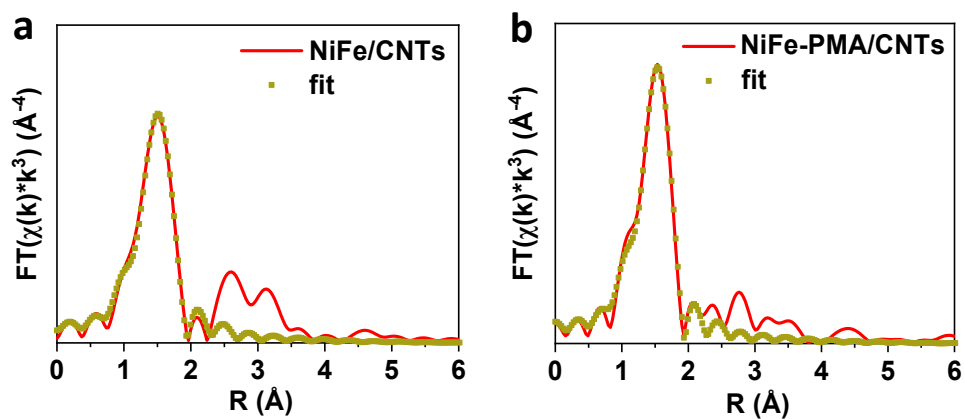 a
NiFe/CNTs
fit
FT(χ(k)*k³) (Å⁻⁴)
0 1 2 3 4 5 6
R (Å)
b
NiFe-PMA/CNTs
fit
FT(χ(k)*k³) (Å⁻⁴)
0 1 2 3 4 5 6
R (Å)